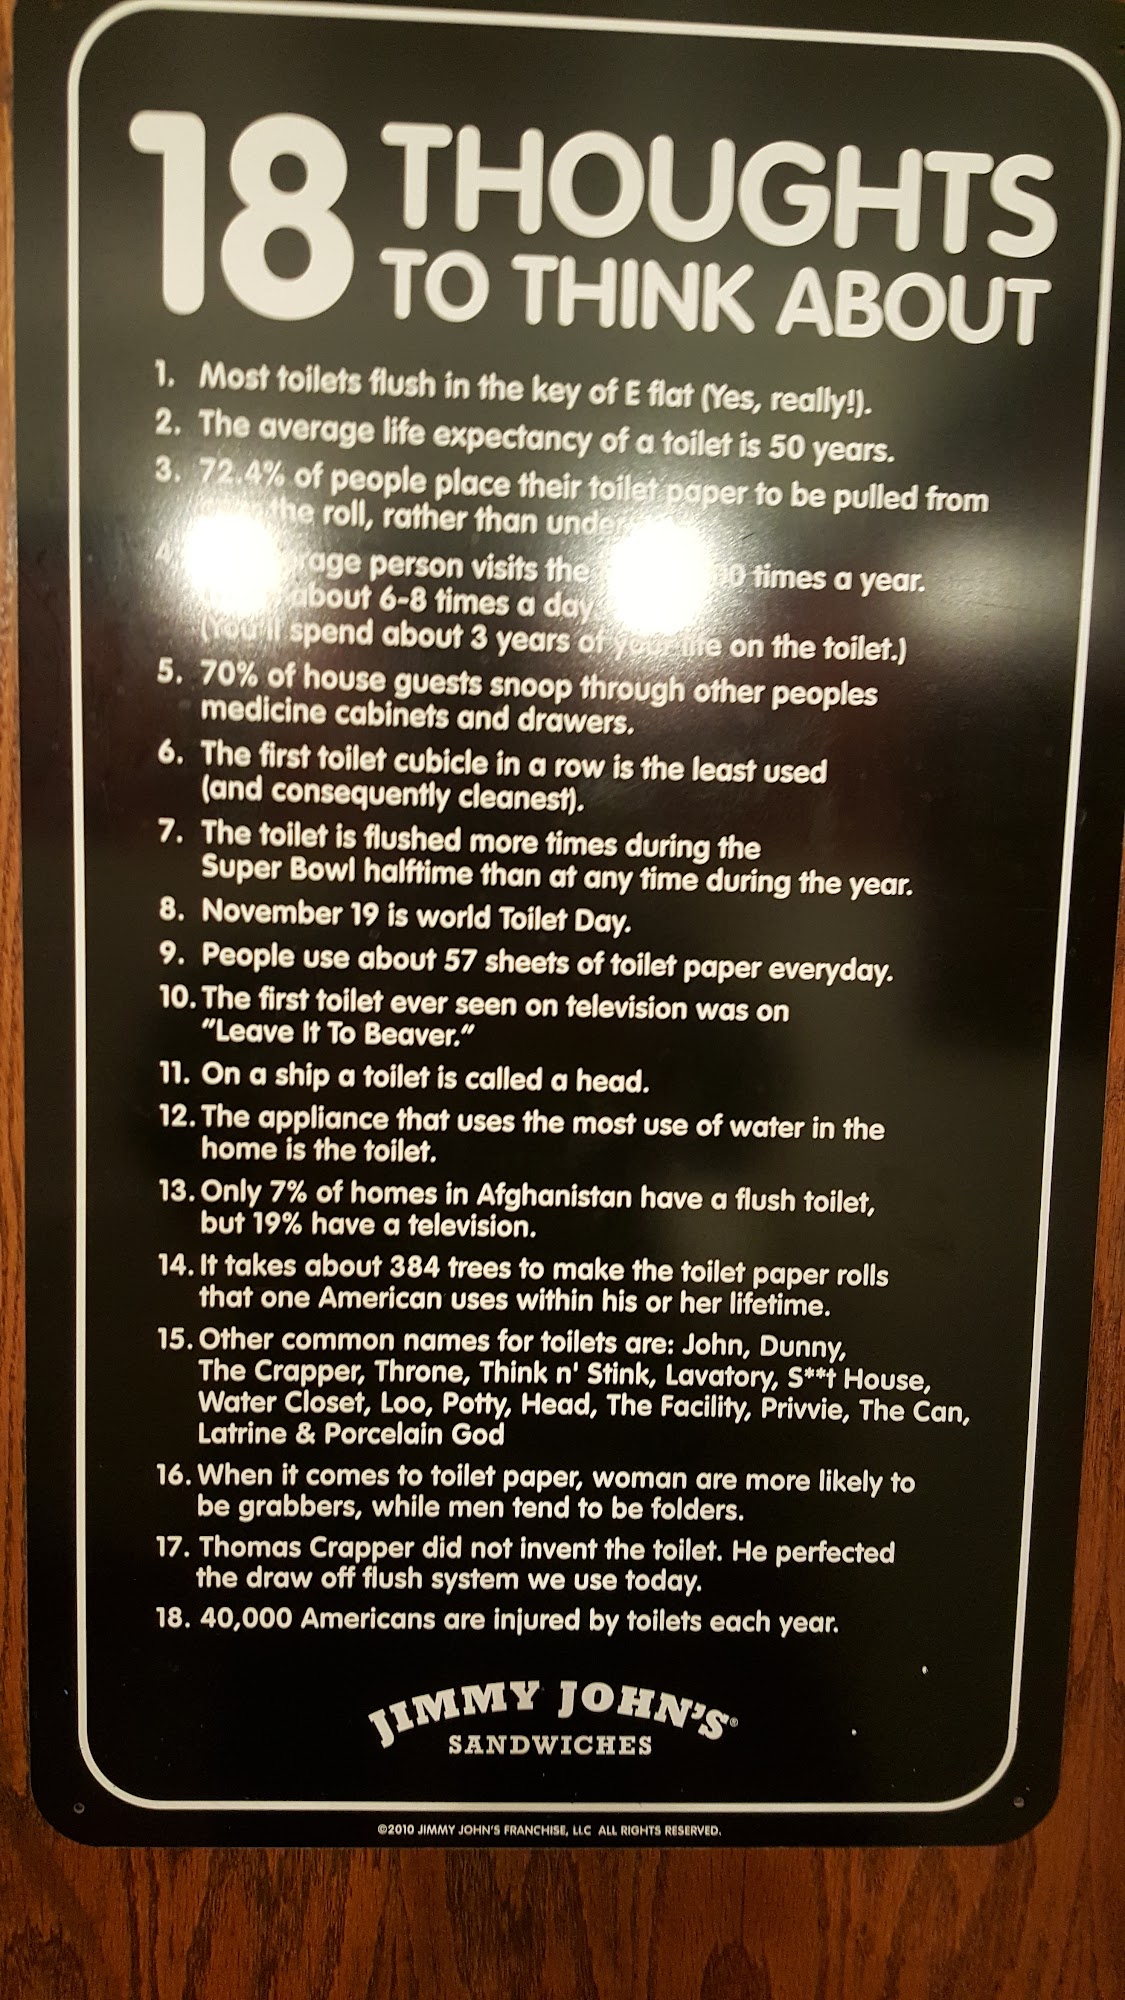 18 THOUGHTS
TO THINK ABOUT
1. Most toilets flush in the key of E flat (Yes, really!).
2. The average life expectancy of a toilet is 50 years.
3. 72.4% of people place their toilet paper to be pulled from
the roll, rather than under
4. person visits the times a year.
about 6-8 times a day
(You'll spend about 3 years of your life on the toilet.)
5. 70% of house guests snoop through other peoples
medicine cabinets and drawers.
6. The first toilet cubicle in a row is the least used
(and consequently cleanest).
7. The toilet is flushed more times during the
Super Bowl halftime than at any time during the year.
8. November 19 is world Toilet Day.
9. People use about 57 sheets of toilet paper everyday.
10. The first toilet ever seen on television was on
"Leave It To Beaver."
11. On a ship a toilet is called a head.
12. The appliance that uses the most use of water in the
home is the toilet.
13. Only 7% of homes in Afghanistan have a flush toilet,
but 19% have a television.
14. It takes about 384 trees to make the toilet paper rolls
that one American uses within his or her lifetime.
15. Other common names for toilets are: John, Dunny,
The Crapper, Throne, Think n' Stink, Lavatory, S**t House,
Water Closet, Loo, Potty, Head, The Facility, Privvie, The Can,
Latrine & Porcelain God
16. When it comes to toilet paper, woman are more likely to
be grabbers, while men tend to be folders.
17. Thomas Crapper did not invent the toilet. He perfected
the draw off flush system we use today.
18. 40,000 Americans are injured by toilets each year.
JIMMY JOHN'S®
SANDWICHES
©2010 JIMMY JOHN'S FRANCHISE, LLC ALL RIGHTS RESERVED.